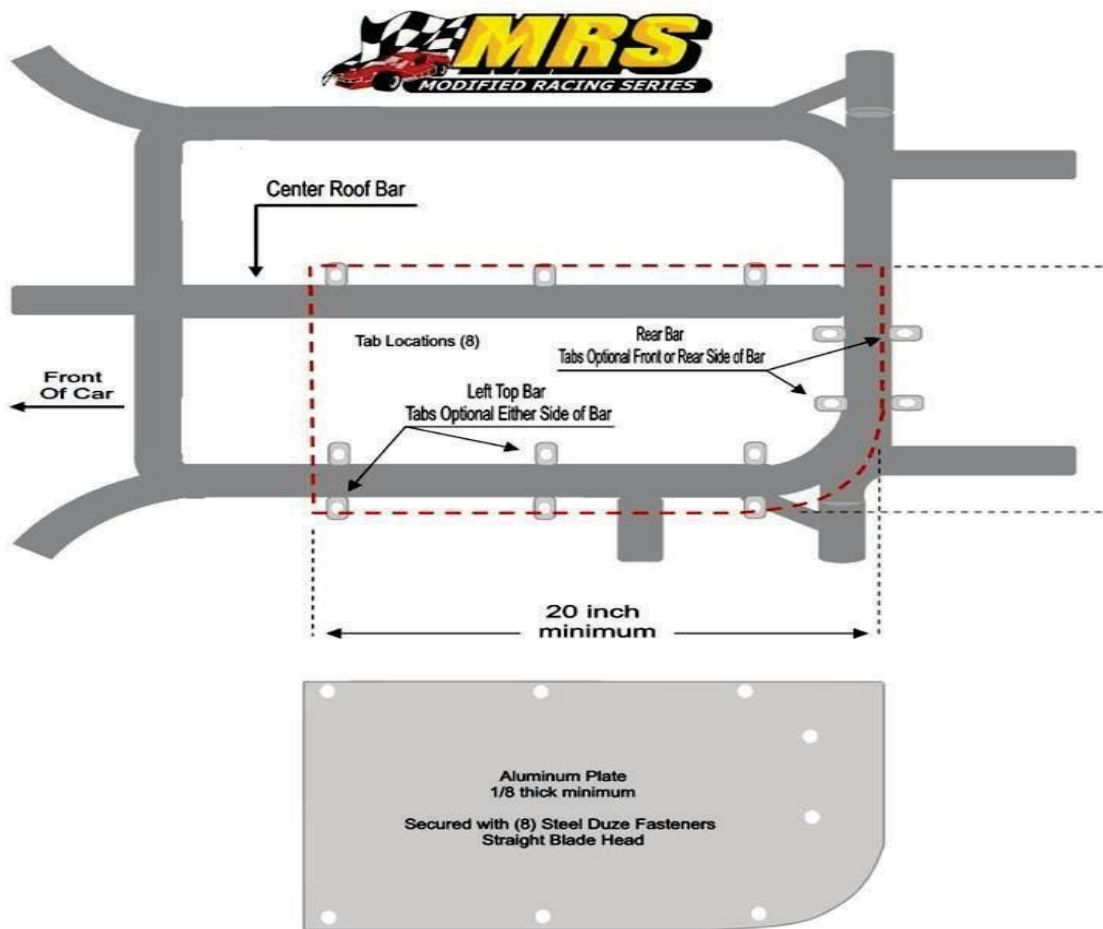 MRS
MODIFIED RACING SERIES
Center Roof Bar
Tab Locations (8)
Rear Bar
Tabs Optional Front or Rear Side of Bar
Front
Of Car
Left Top Bar
Tabs Optional Either Side of Bar
20 inch
minimum
Aluminum Plate
1/8 thick minimum
Secured with (8) Steel Duze Fasteners
Straight Blade Head